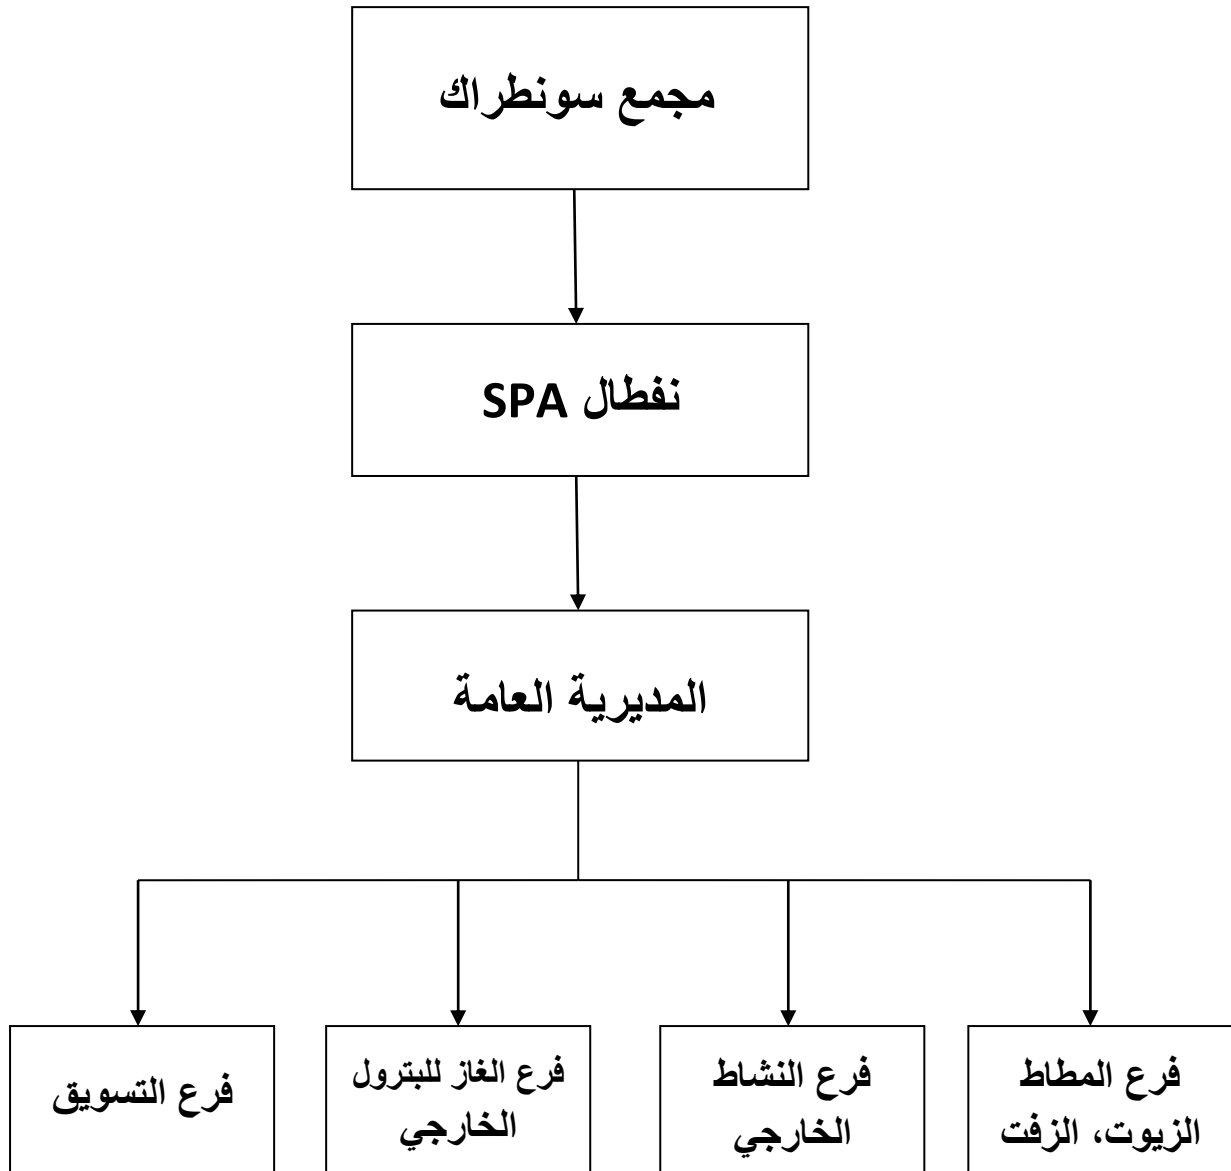 مجمع سونطراك
نفطال SPA
المديرية العامة
فرع المطاط
الزيوت، الزفت
فرع النشاط
الخارجي
فرع الغاز للبترول
الخارجي
فرع التسويق